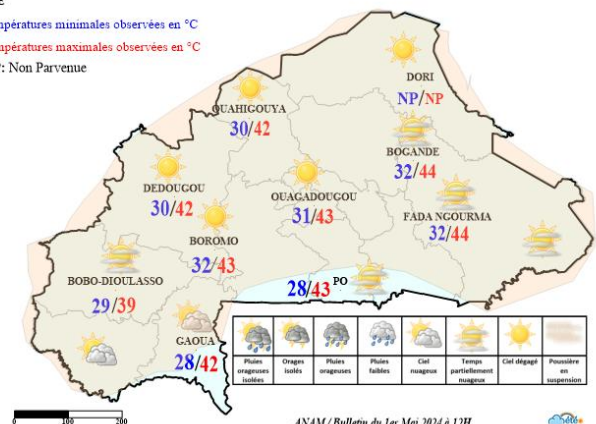 températures minimales observées en °C
températures maximales observées en °C
: Non Parvenue
DORI
NP/NP
OUAHIGOUYA
30/42
BOGANDE
32/44
DEDOUGOU
30/42
OUAGADOUGOU
31/43
FADA NGOURMA
32/44
BOROMO
32/43
BOBO-DIOULASSO
29/39
28/43 PO
GAOUA
28/42
Pluies orageuses isolées
Orages isolés
Pluies orageuses
Pluies faibles
Ciel nuageux
Temps partiellement nuageux
Ciel dégagé
Poussière en suspension
0 100 200
ANAM / Bulletin du 1er Mai 2024 à 12H